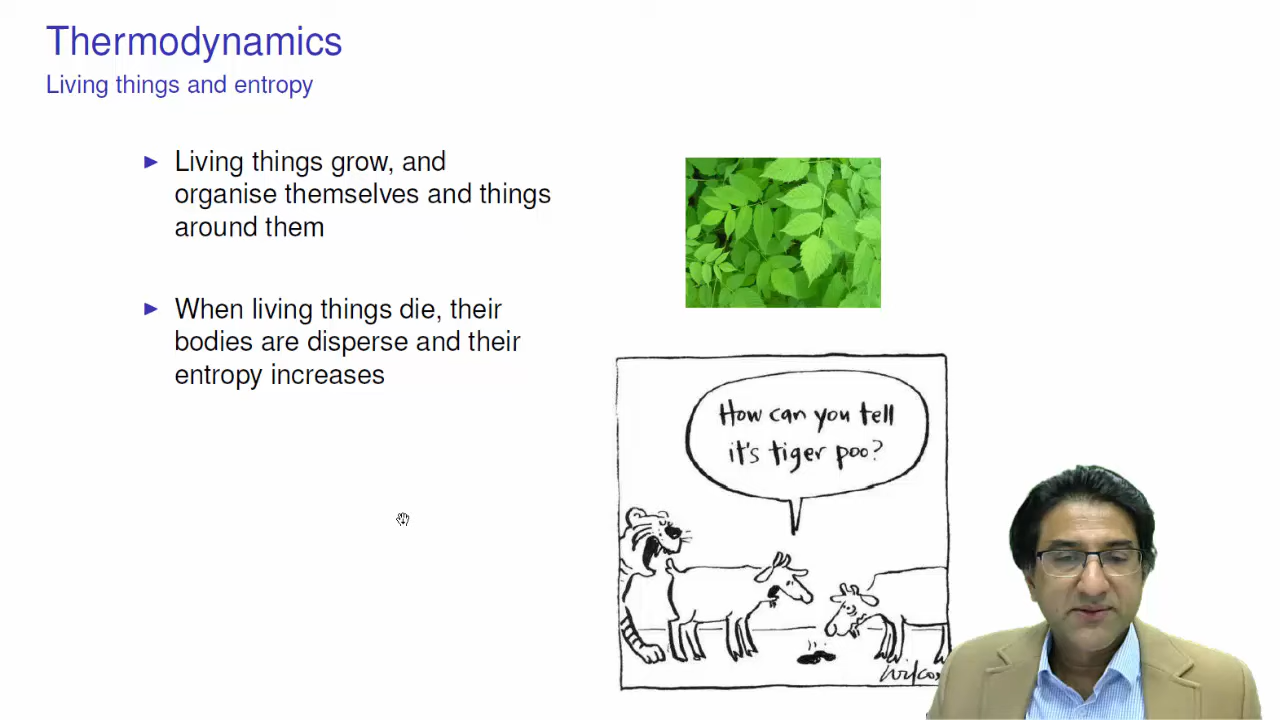 Thermodynamics
Living things and entropy
Living things grow, and
organise themselves and things
around them
When living things die, their
bodies are disperse and their
entropy increases
How can you tell
it's tiger poo?